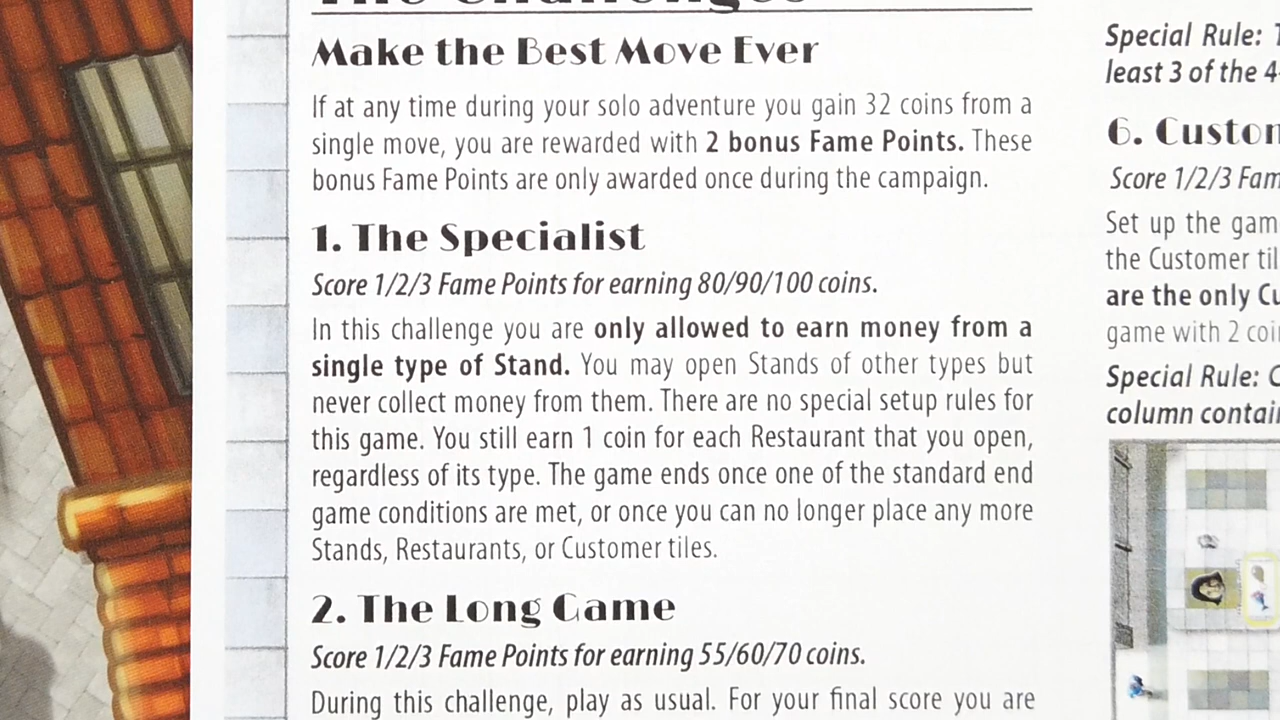 The Challenges
Make the Best Move Ever
If at any time during your solo adventure you gain 32 coins from a
single move, you are rewarded with 2 bonus Fame Points. These
bonus Fame Points are only awarded once during the campaign.
1. The Specialist
Score 1/2/3 Fame Points for earning 80/90/100 coins.
In this challenge you are only allowed to earn money from a
single type of Stand. You may open Stands of other types but
never collect money from them. There are no special setup rules for
this game. You still earn 1 coin for each Restaurant that you open,
regardless of its type. The game ends once one of the standard end
game conditions are met, or once you can no longer place any more
Stands, Restaurants, or Customer tiles.
2. The Long Game
Score 1/2/3 Fame Points for earning 55/60/70 coins.
During this challenge, play as usual. For your final score you are
Special Rule:
least 3 of the 4-
6. Custom
Score 1/2/3 Fam
Set up the gam
the Customer til
are the only Cu
game with 2 coi
Special Rule: C
column contai